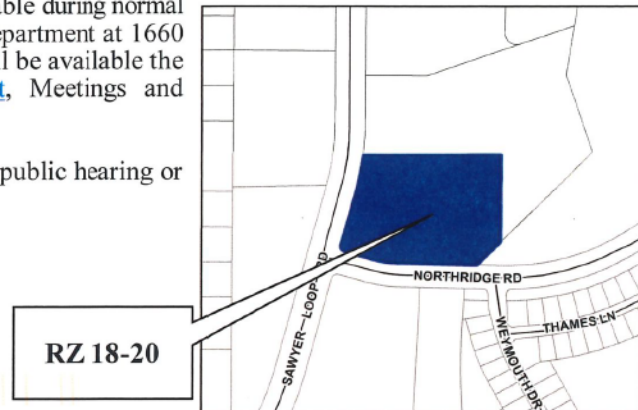 able during normal
epartment at 1660
ll be available the
t, Meetings and
public hearing or
RZ 18-20
SAWYER LOOP RD
NORTHRIDGE RD
THAMES LN
WEYMOUTH DR